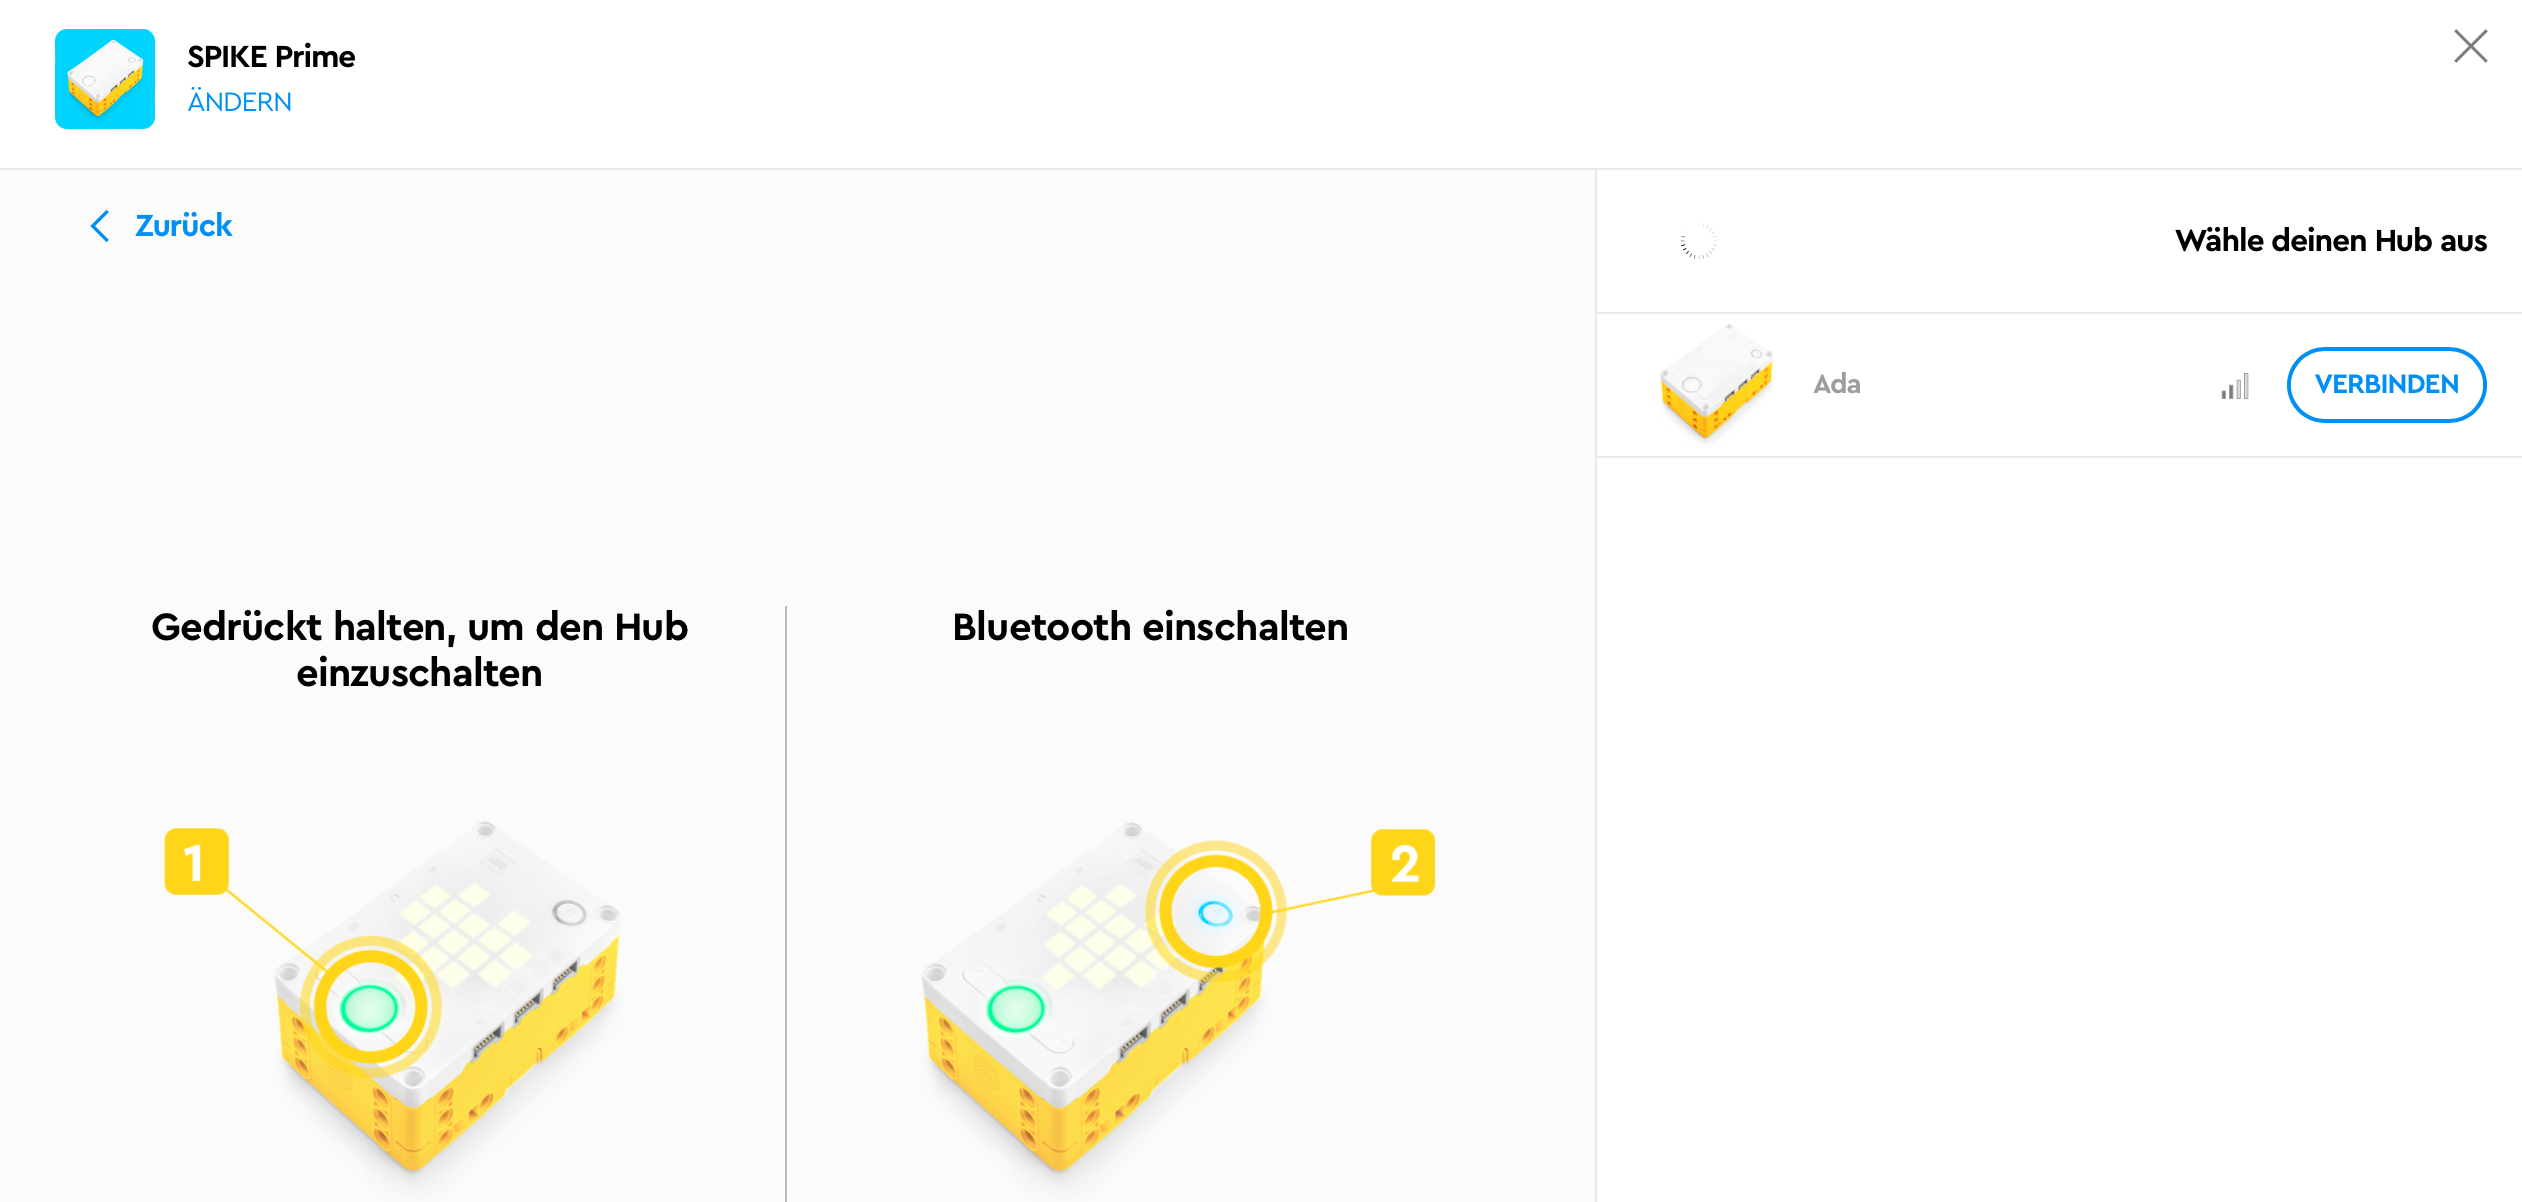 SPIKE Prime
ÄNDERN
Zurück
Wähle deinen Hub aus
Ada
VERBINDEN
Gedrückt halten, um den Hub
einzuschalten
Bluetooth einschalten
1
2